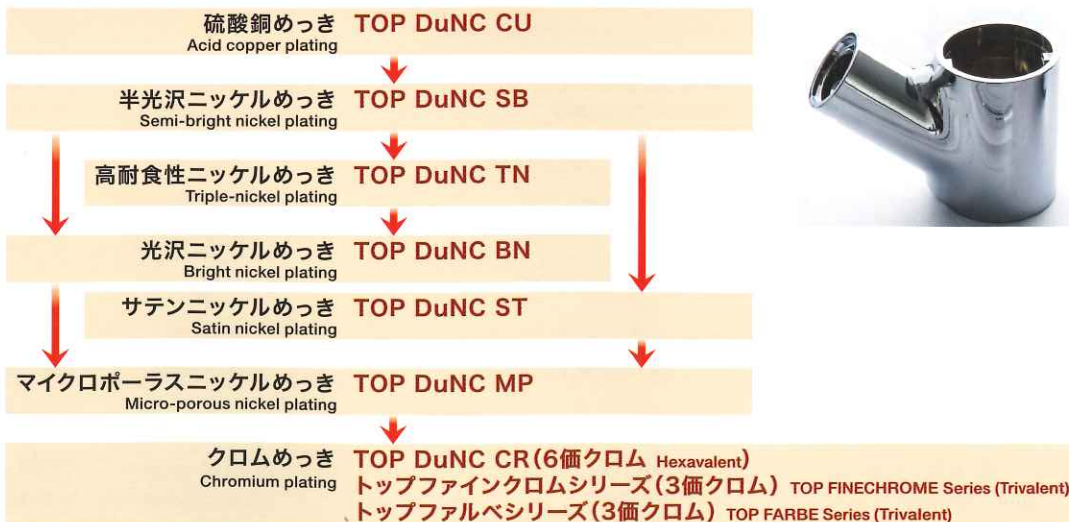 硫酸銅めっき TOP DuNC CU
Acid copper plating
半光沢ニッケルめっき TOP DuNC SB
Semi-bright nickel plating
高耐食性ニッケルめっき TOP DuNC TN
Triple-nickel plating
光沢ニッケルめっき TOP DuNC BN
Bright nickel plating
サテンニッケルめっき TOP DuNC ST
Satin nickel plating
マイクロポーラスニッケルめっき TOP DuNC MP
Micro-porous nickel plating
クロムめっき TOP DuNC CR(6価クロム Hexavalent)
Chromium plating
トップファインクロムシリーズ(3価クロム) TOP FINECHROME Series (Trivalent)
トップファルベシリーズ(3価クロム) TOP FARBE Series (Trivalent)